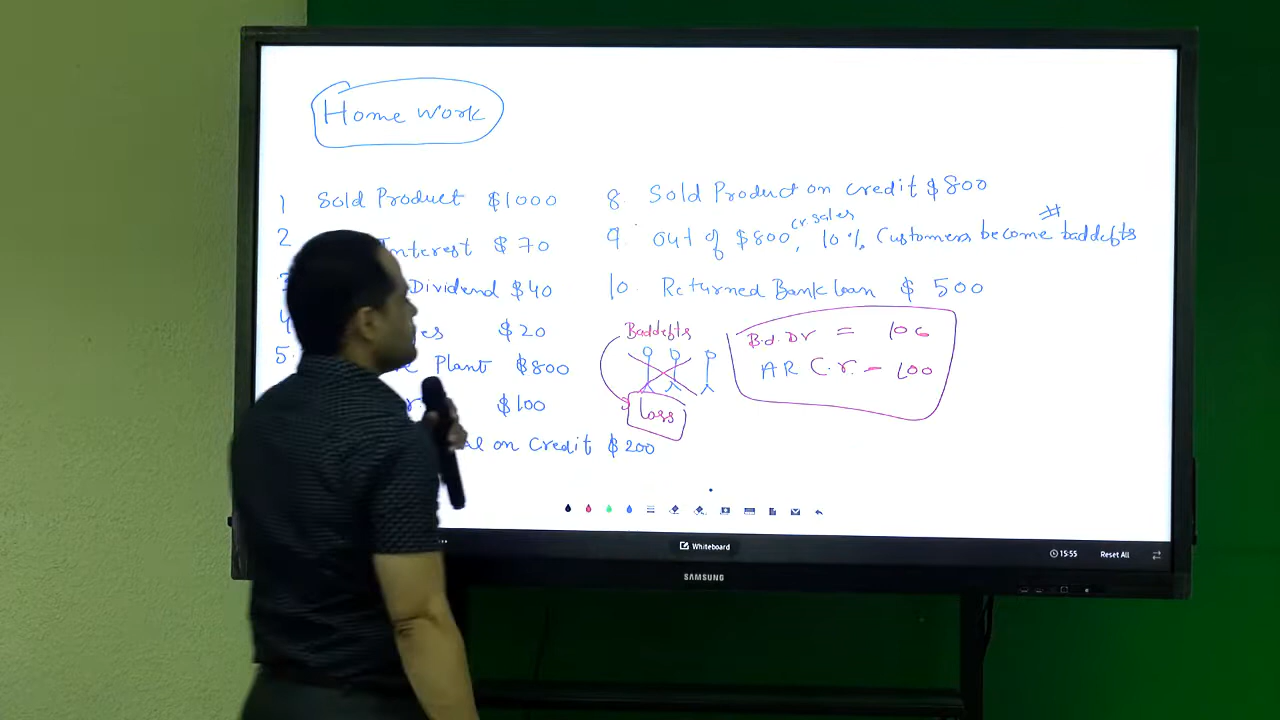 Home work
1 Sold Product $1000
2 Interest $70
3 Dividend $40
4 es $20
5. Plant $800
$100
on Credit $200
8 Sold Product on credit $800
9. Out of $800, cr. sales 10% Customers become baddebts #
10. Returned Bank loan $500
Baddebts
Loss
B.d. Dr = 100
AR Cr. - 100
Whiteboard
15:55 Reset All
SAMSUNG